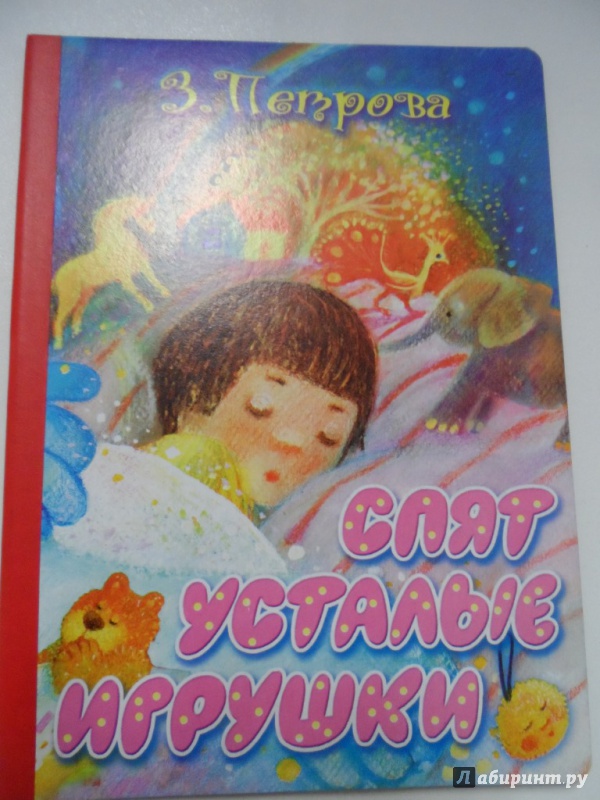 З. Петрова
СПЯТ
УСТАЛЫЕ
ИГРУШКИ
Лабиринт.ру